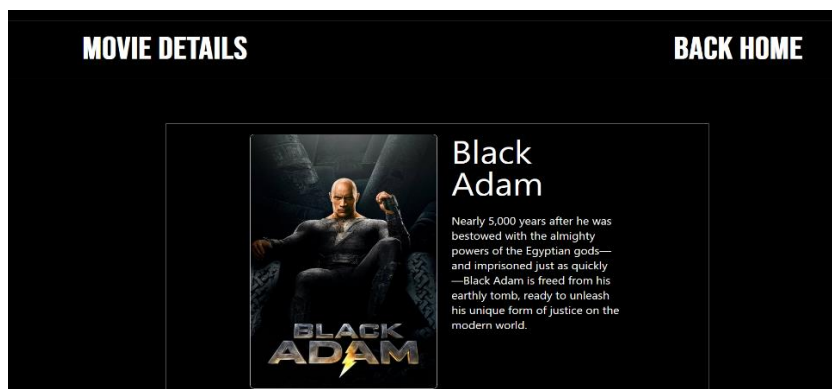 MOVIE DETAILS
BACK HOME
Black
Adam
Nearly 5,000 years after he was
bestowed with the almighty
powers of the Egyptian gods—
and imprisoned just as quickly
—Black Adam is freed from his
earthly tomb, ready to unleash
his unique form of justice on the
modern world.
BLACK
ADAM